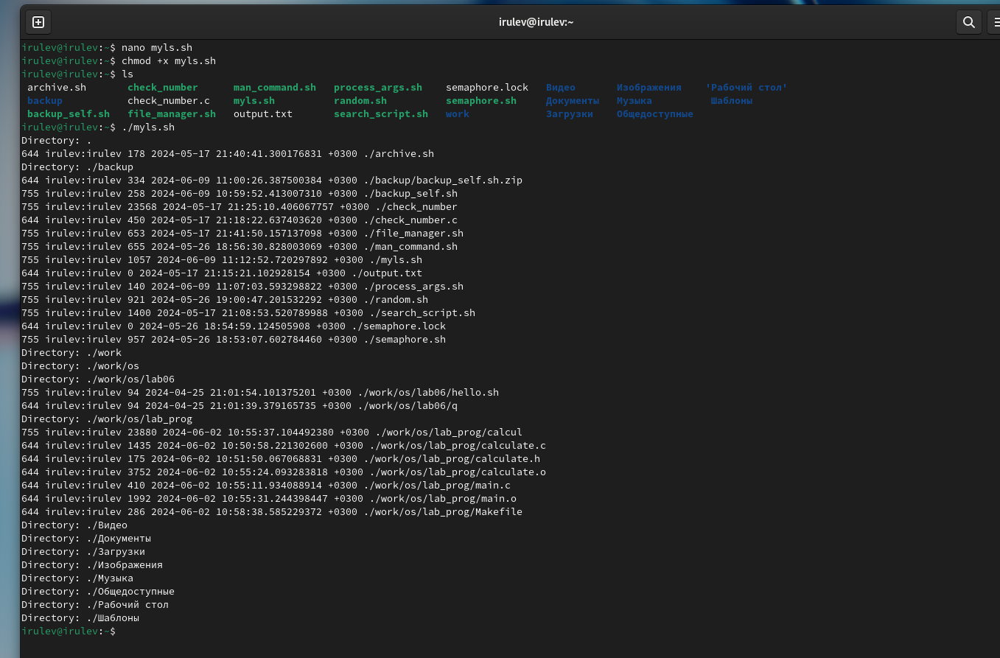 irulev@irulev:~
irulev@irulev:~$ nano myls.sh
irulev@irulev:~$ chmod +x myls.sh
irulev@irulev:~$ ls
archive.sh check_number man_command.sh process_args.sh semaphore.lock Видео Изображения 'Рабочий стол'
backup check_number.c myls.sh random.sh semaphore.sh Документы Музыка Шаблоны
backup_self.sh file_manager.sh output.txt search_script.sh work Загрузки Общедоступные
irulev@irulev:~$ ./myls.sh
Directory: .
644 irulev:irulev 178 2024-05-17 21:40:41.300176831 +0300 ./archive.sh
Directory: ./backup
644 irulev:irulev 334 2024-06-09 11:00:26.387500384 +0300 ./backup/backup_self.sh.zip
755 irulev:irulev 258 2024-06-09 10:59:52.413007310 +0300 ./backup_self.sh
755 irulev:irulev 23568 2024-05-17 21:25:10.406067757 +0300 ./check_number
644 irulev:irulev 450 2024-05-17 21:18:22.637403620 +0300 ./check_number.c
755 irulev:irulev 653 2024-05-17 21:41:50.157137098 +0300 ./file_manager.sh
755 irulev:irulev 655 2024-05-26 18:56:30.828003069 +0300 ./man_command.sh
755 irulev:irulev 1057 2024-06-09 11:12:52.720297892 +0300 ./myls.sh
644 irulev:irulev 0 2024-05-17 21:15:21.102928154 +0300 ./output.txt
755 irulev:irulev 140 2024-06-09 11:07:03.593298822 +0300 ./process_args.sh
755 irulev:irulev 921 2024-05-26 19:00:47.201532292 +0300 ./random.sh
755 irulev:irulev 1400 2024-05-17 21:08:53.520789988 +0300 ./search_script.sh
644 irulev:irulev 0 2024-05-26 18:54:59.124505908 +0300 ./semaphore.lock
755 irulev:irulev 957 2024-05-26 18:53:07.602784460 +0300 ./semaphore.sh
Directory: ./work
Directory: ./work/os
Directory: ./work/os/lab06
755 irulev:irulev 94 2024-04-25 21:01:54.101375201 +0300 ./work/os/lab06/hello.sh
644 irulev:irulev 94 2024-04-25 21:01:39.379165735 +0300 ./work/os/lab06/q
Directory: ./work/os/lab_prog
755 irulev:irulev 23880 2024-06-02 10:55:37.104492380 +0300 ./work/os/lab_prog/calcul
644 irulev:irulev 1435 2024-06-02 10:50:58.221302600 +0300 ./work/os/lab_prog/calculate.c
644 irulev:irulev 175 2024-06-02 10:51:50.067068831 +0300 ./work/os/lab_prog/calculate.h
644 irulev:irulev 3752 2024-06-02 10:55:24.093283818 +0300 ./work/os/lab_prog/calculate.o
644 irulev:irulev 410 2024-06-02 10:55:11.934088914 +0300 ./work/os/lab_prog/main.c
644 irulev:irulev 1992 2024-06-02 10:55:31.244398447 +0300 ./work/os/lab_prog/main.o
644 irulev:irulev 286 2024-06-02 10:58:38.585229372 +0300 ./work/os/lab_prog/Makefile
Directory: ./Видео
Directory: ./Документы
Directory: ./Загрузки
Directory: ./Изображения
Directory: ./Музыка
Directory: ./Общедоступные
Directory: ./Рабочий стол
Directory: ./Шаблоны
irulev@irulev:~$